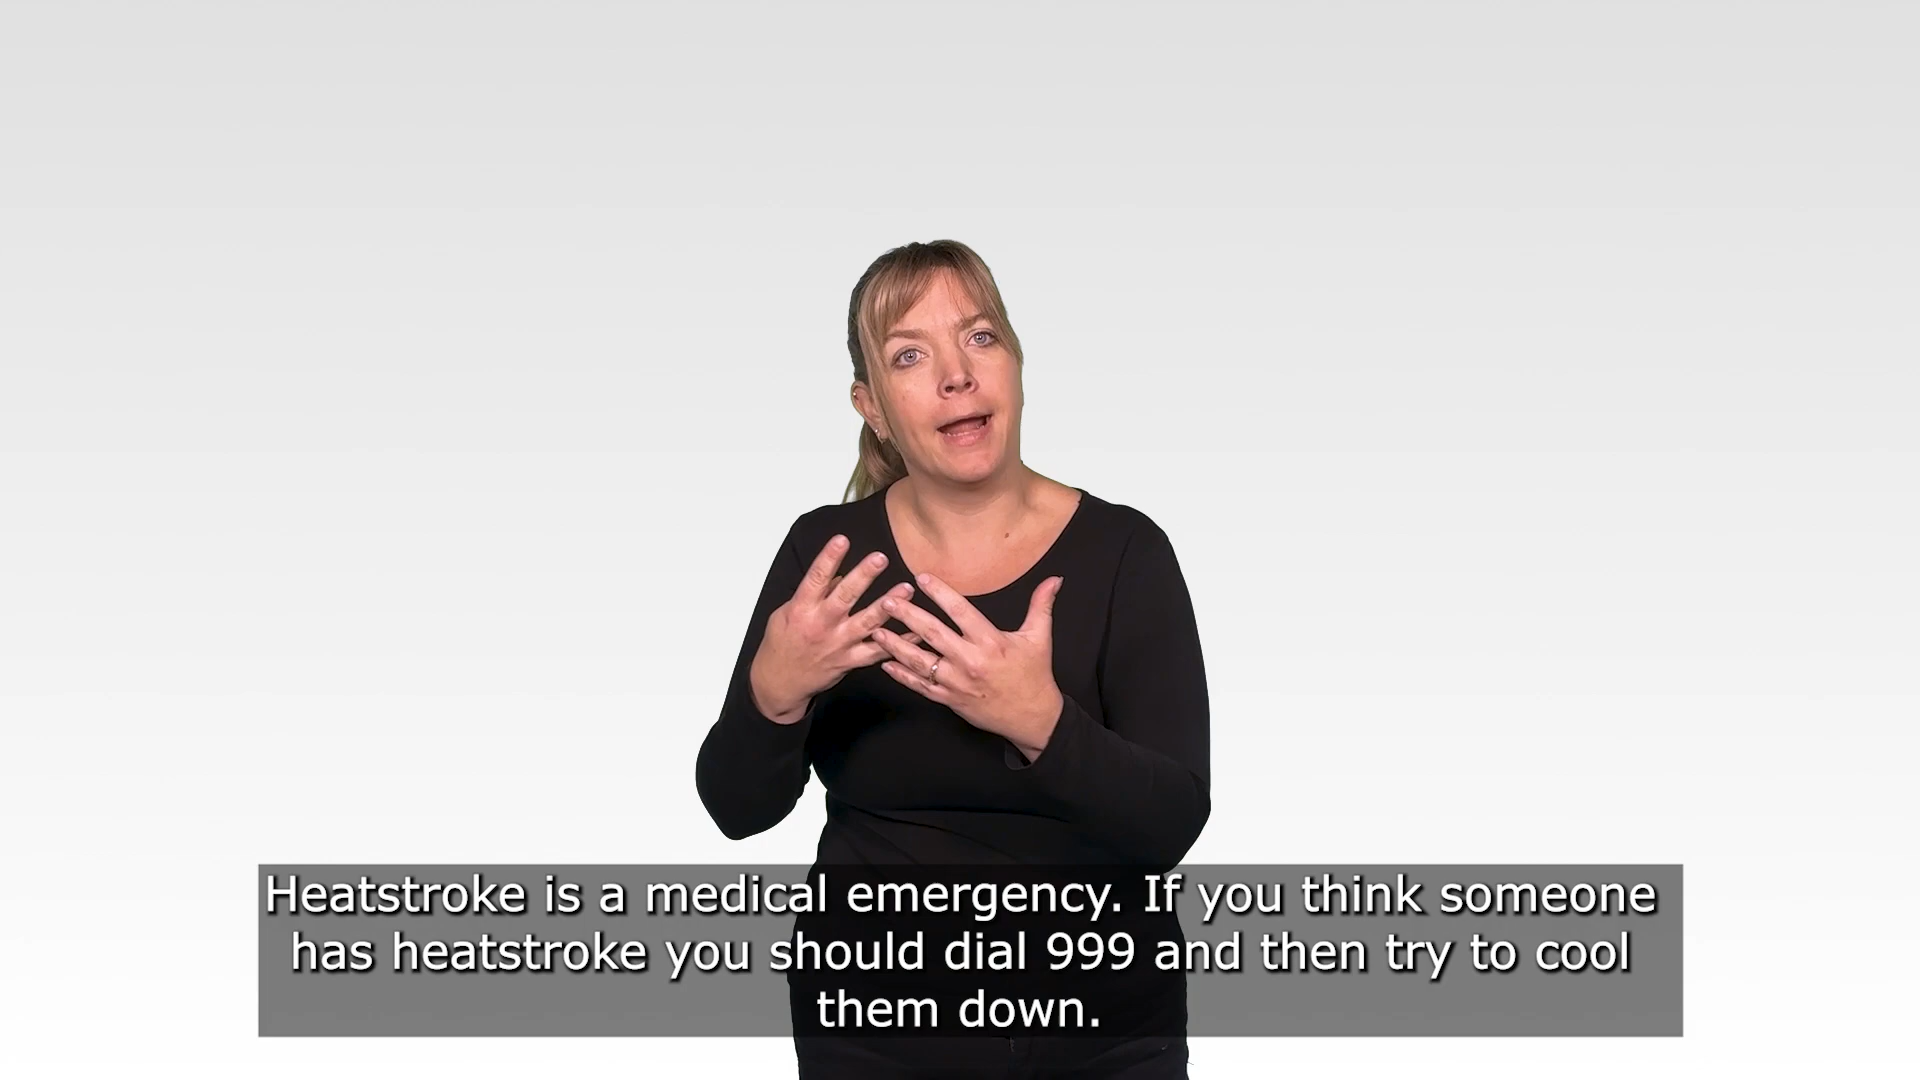 Heatstroke is a medical emergency. If you think someone
has heatstroke you should dial 999 and then try to cool
them down.